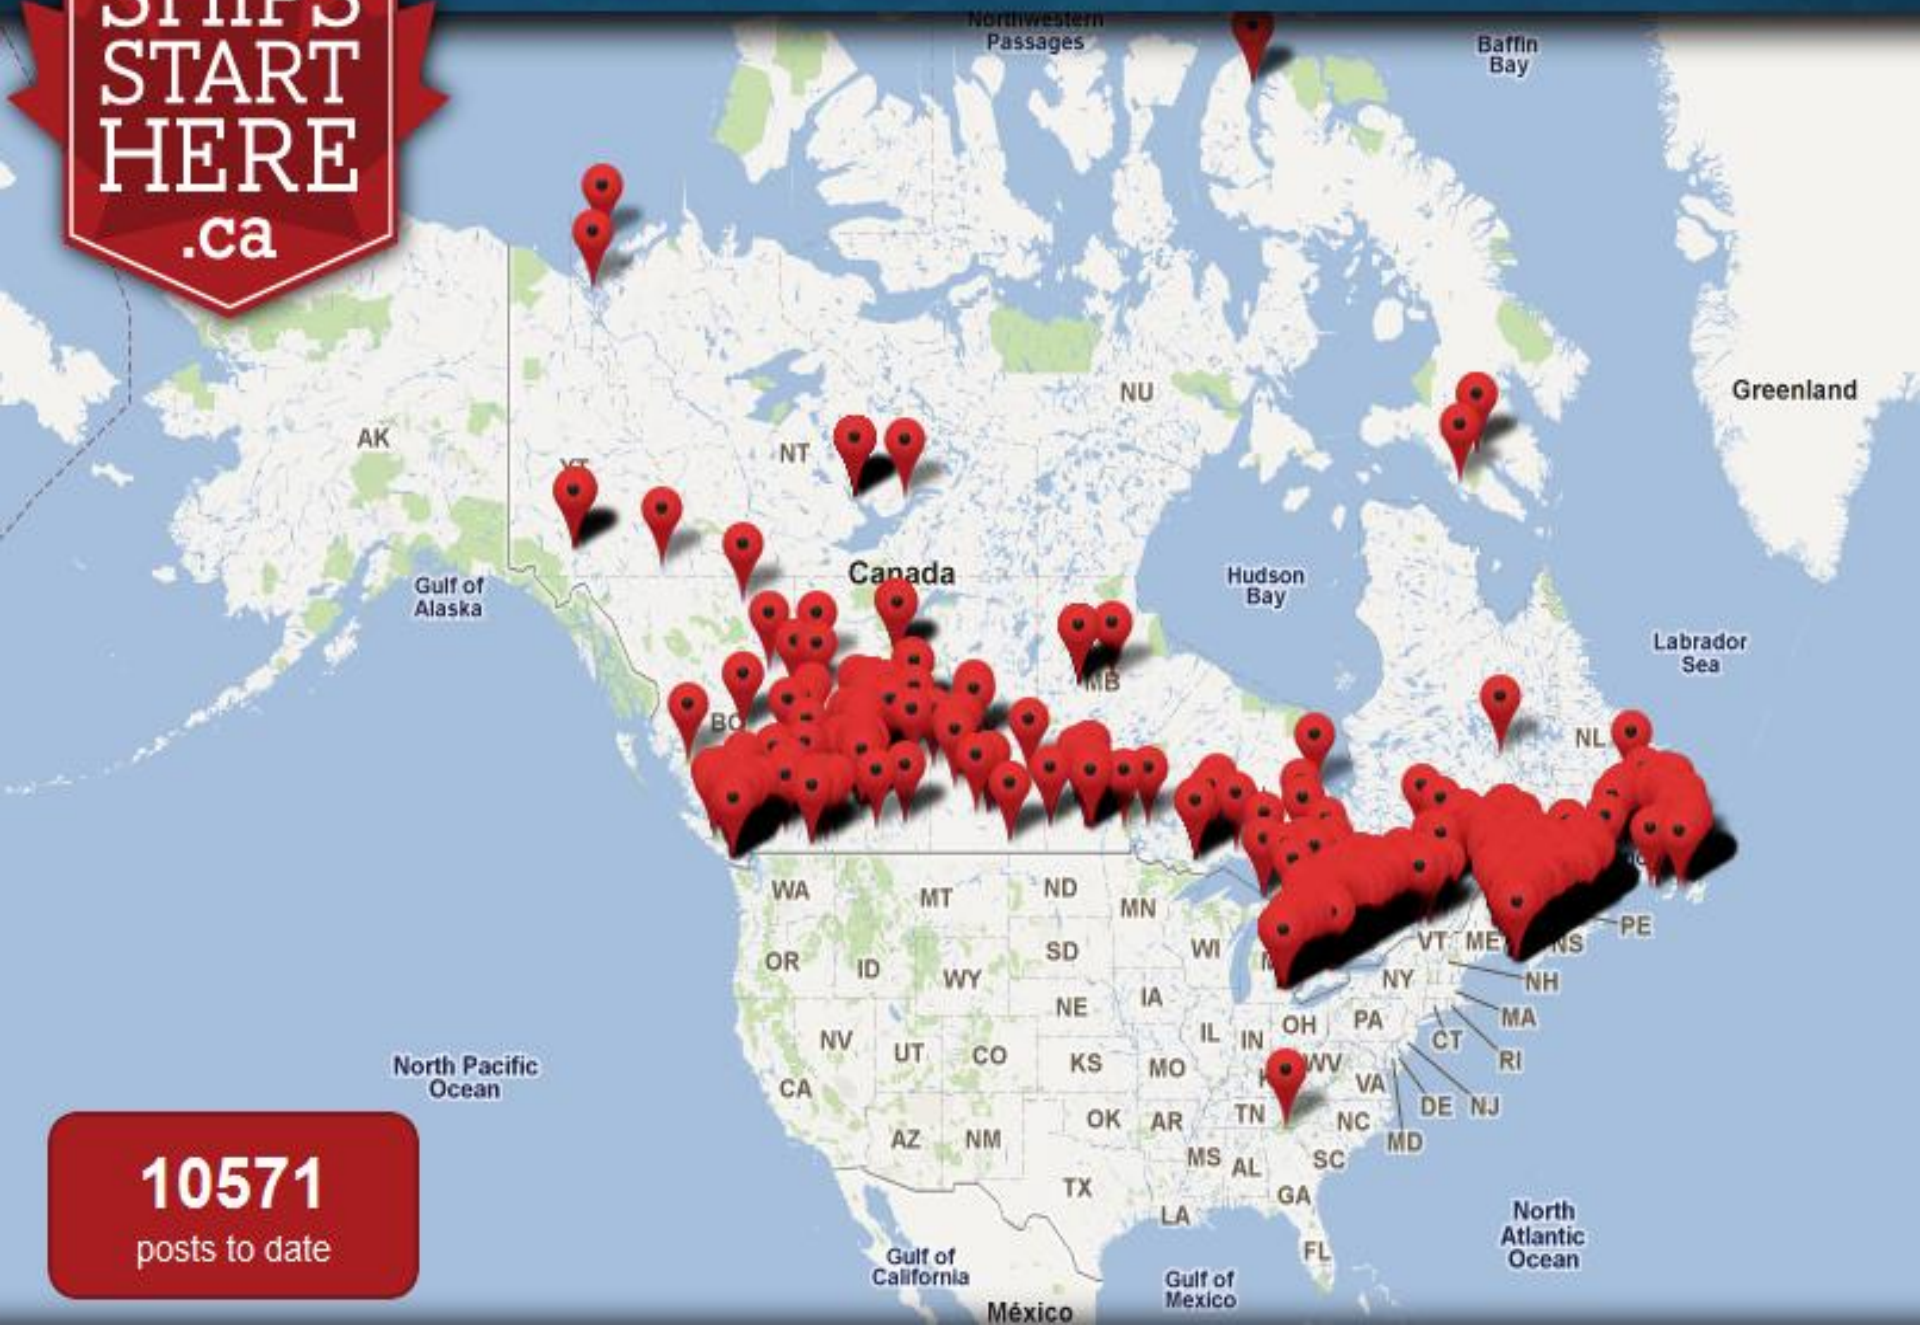 SHIPS
START
HERE
.ca
Northwestern
Passages
Baffin
Bay
Greenland
NU
AK
NT
YT
Canada
Gulf of
Alaska
Hudson
Bay
Labrador
Sea
MB
BC
NL
WA
MT
ND
MN
OR
ID
WY
SD
WI
VT
ME
NS
PE
NE
IA
NY
NH
NV
UT
CO
IL
IN
OH
PA
MA
CT
RI
North Pacific
Ocean
CA
KS
MO
WV
VA
DE
NJ
AZ
NM
OK
AR
TN
NC
MD
MS
AL
SC
TX
LA
GA
FL
10571
posts to date
Gulf of
California
Gulf of
Mexico
North
Atlantic
Ocean
México